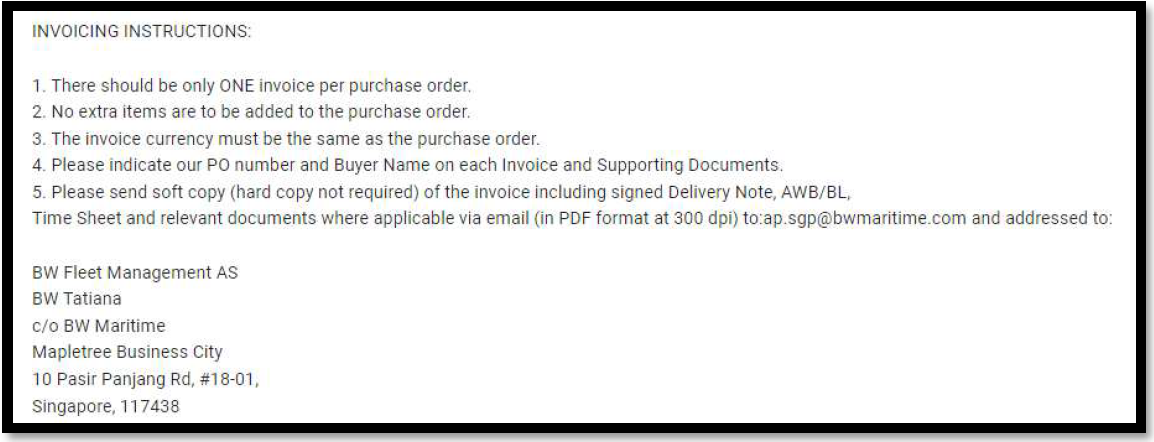 INVOICING INSTRUCTIONS:
1. There should be only ONE invoice per purchase order.
2. No extra items are to be added to the purchase order.
3. The invoice currency must be the same as the purchase order.
4. Please indicate our PO number and Buyer Name on each Invoice and Supporting Documents.
5. Please send soft copy (hard copy not required) of the invoice including signed Delivery Note, AWB/BL,
Time Sheet and relevant documents where applicable via email (in PDF format at 300 dpi) to:ap.sgp@bwmaritime.com and addressed to:
BW Fleet Management AS
BW Tatiana
c/o BW Maritime
Mapletree Business City
10 Pasir Panjang Rd, #18-01,
Singapore, 117438